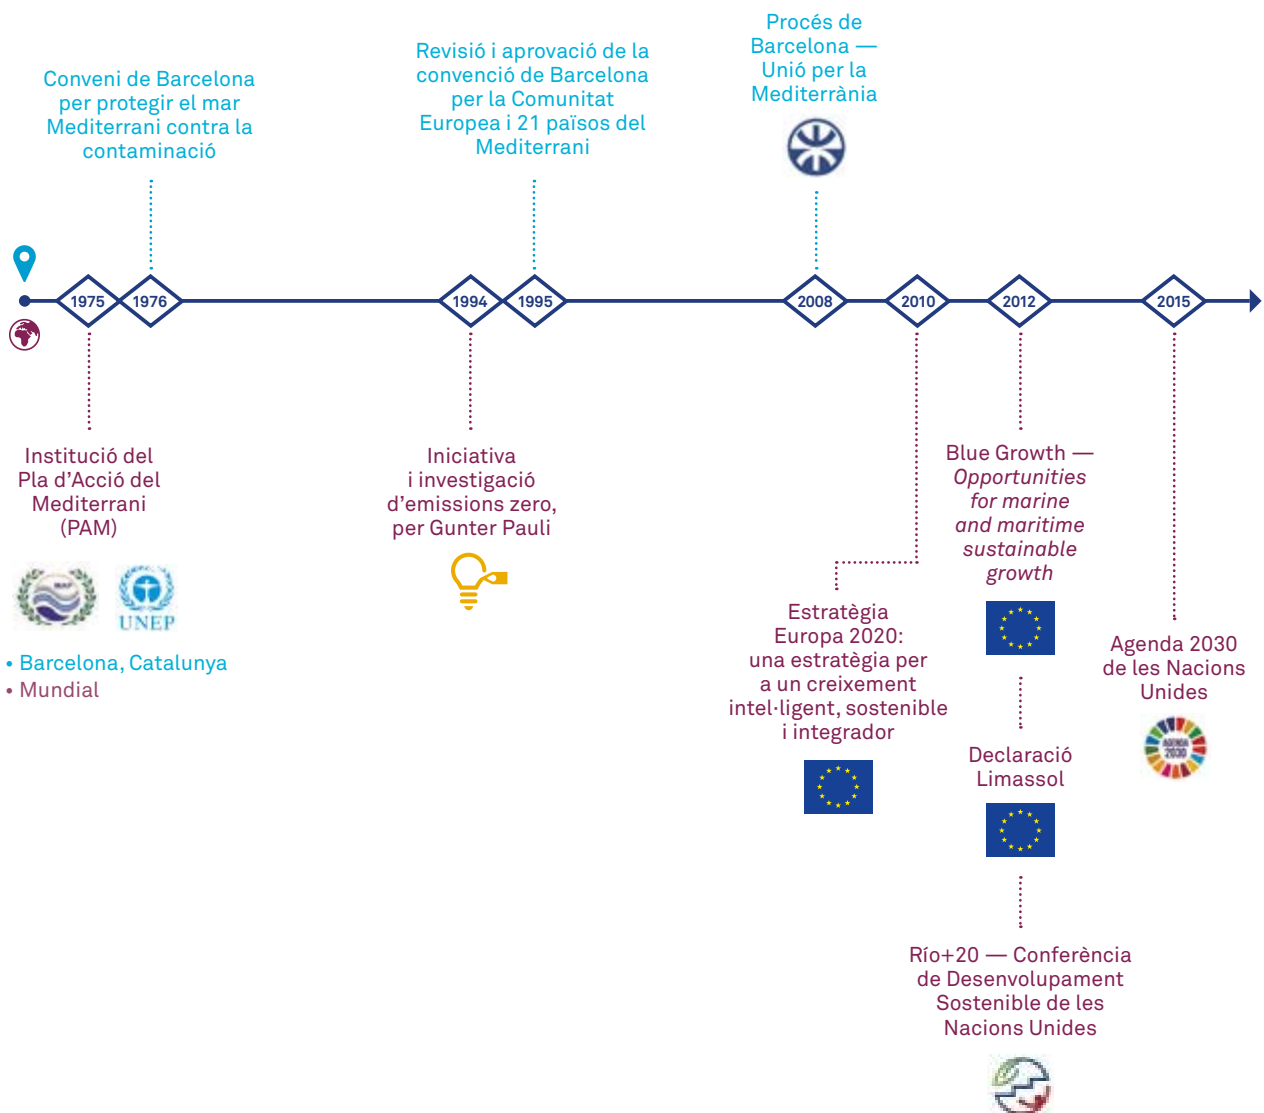 Conveni de Barcelona
per protegir el mar
Mediterrani contra la
contaminació
Revisió i aprovació de la
convenció de Barcelona
per la Comunitat
Europea i 21 països del
Mediterrani
Procés de
Barcelona —
Unió per la
Mediterrània
1975
1976
1994
1995
2008
2010
2012
2015
Institució del
Pla d'Acció del
Mediterrani
(PAM)
UNEP
Iniciativa
i investigació
d'emissions zero,
per Gunter Pauli
Estratègia
Europa 2020:
una estratègia per
a un creixement
intel·ligent, sostenible
i integrador
Blue Growth —
Opportunities
for marine
and maritime
sustainable
growth
Declaració
Limassol
Río+20 — Conferència
de Desenvolupament
Sostenible de les
Nacions Unides
Agenda 2030
de les Nacions
Unides
AGENDA
2030
• Barcelona, Catalunya
• Mundial